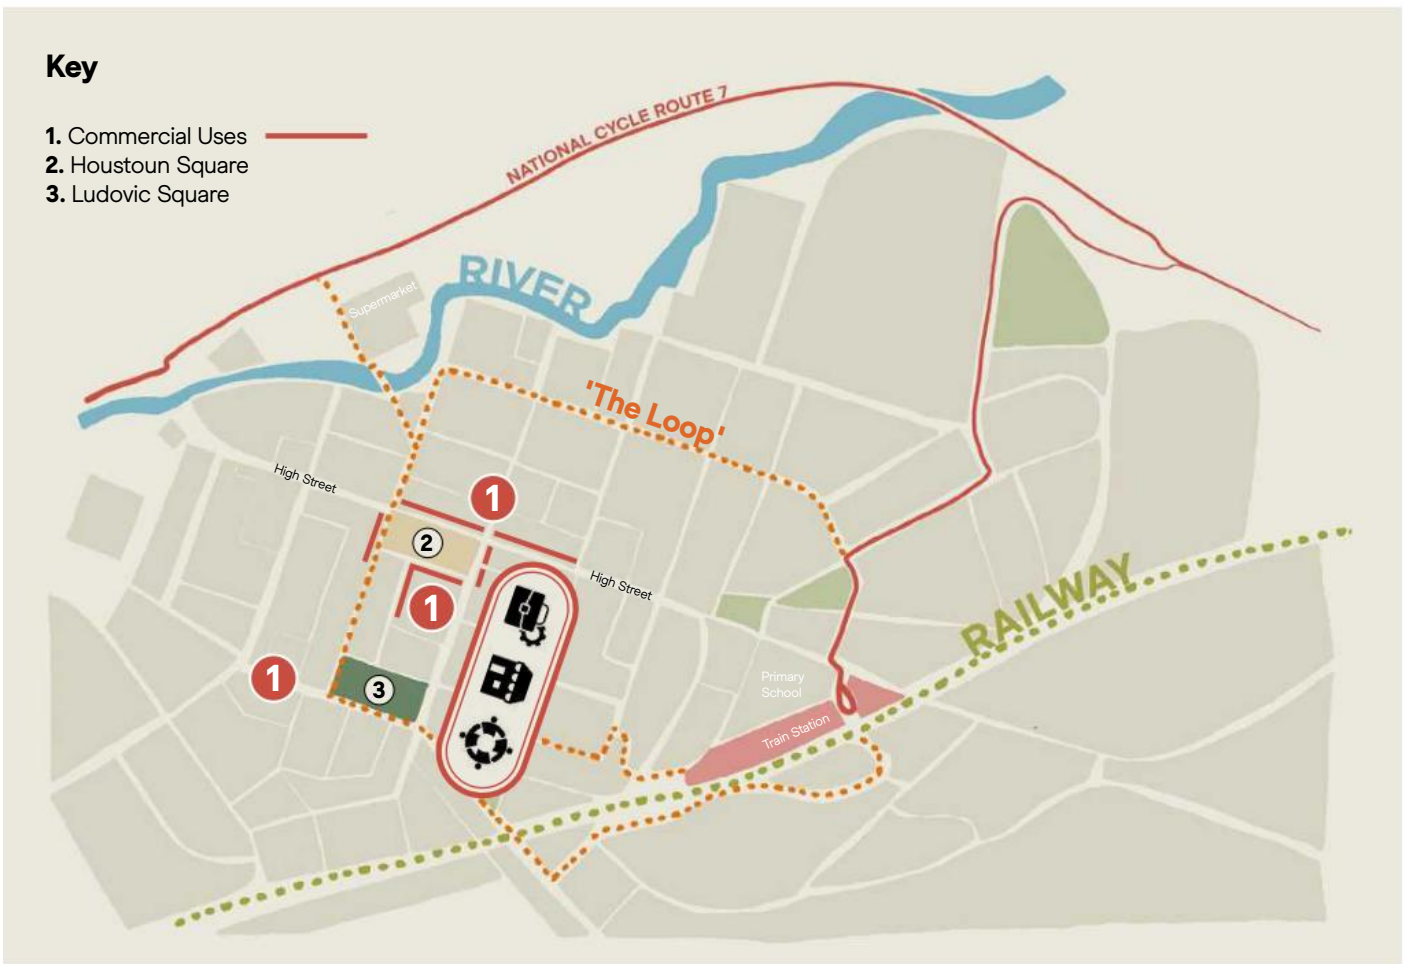 Key
1. Commercial Uses
2. Houstoun Square
3. Ludovic Square
NATIONAL CYCLE ROUTE 7
RIVER
Supermarket
'The Loop'
High Street
1
2
High Street
1
RAILWAY
1
3
Primary
School
Train Station